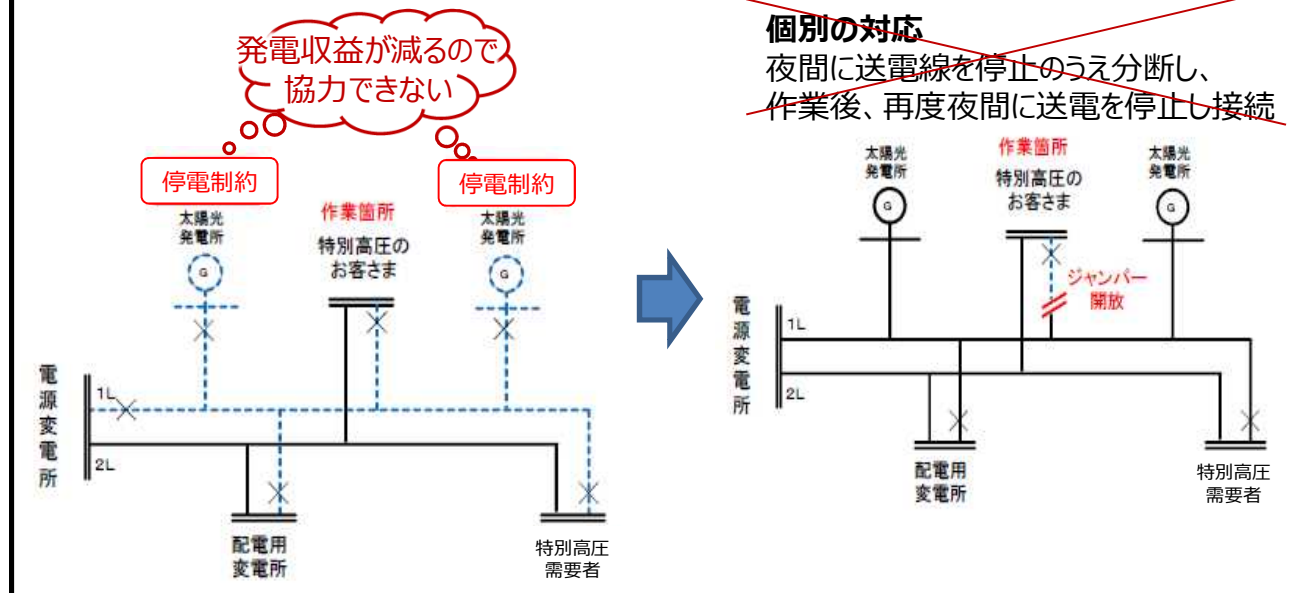 発電収益が減るので
協力できない
停電制約
停電制約
太陽光
発電所
G
作業箇所
特別高圧の
お客さま
太陽光
発電所
G
電源変電所
1L
2L
配電用
変電所
特別高圧
需要者
個別の対応
夜間に送電線を停止のうえ分断し、
作業後、再度夜間に送電を停止し接続
太陽光
発電所
G
作業箇所
特別高圧の
お客さま
太陽光
発電所
G
ジャンパー
開放
電源変電所
1L
2L
配電用
変電所
特別高圧
需要者